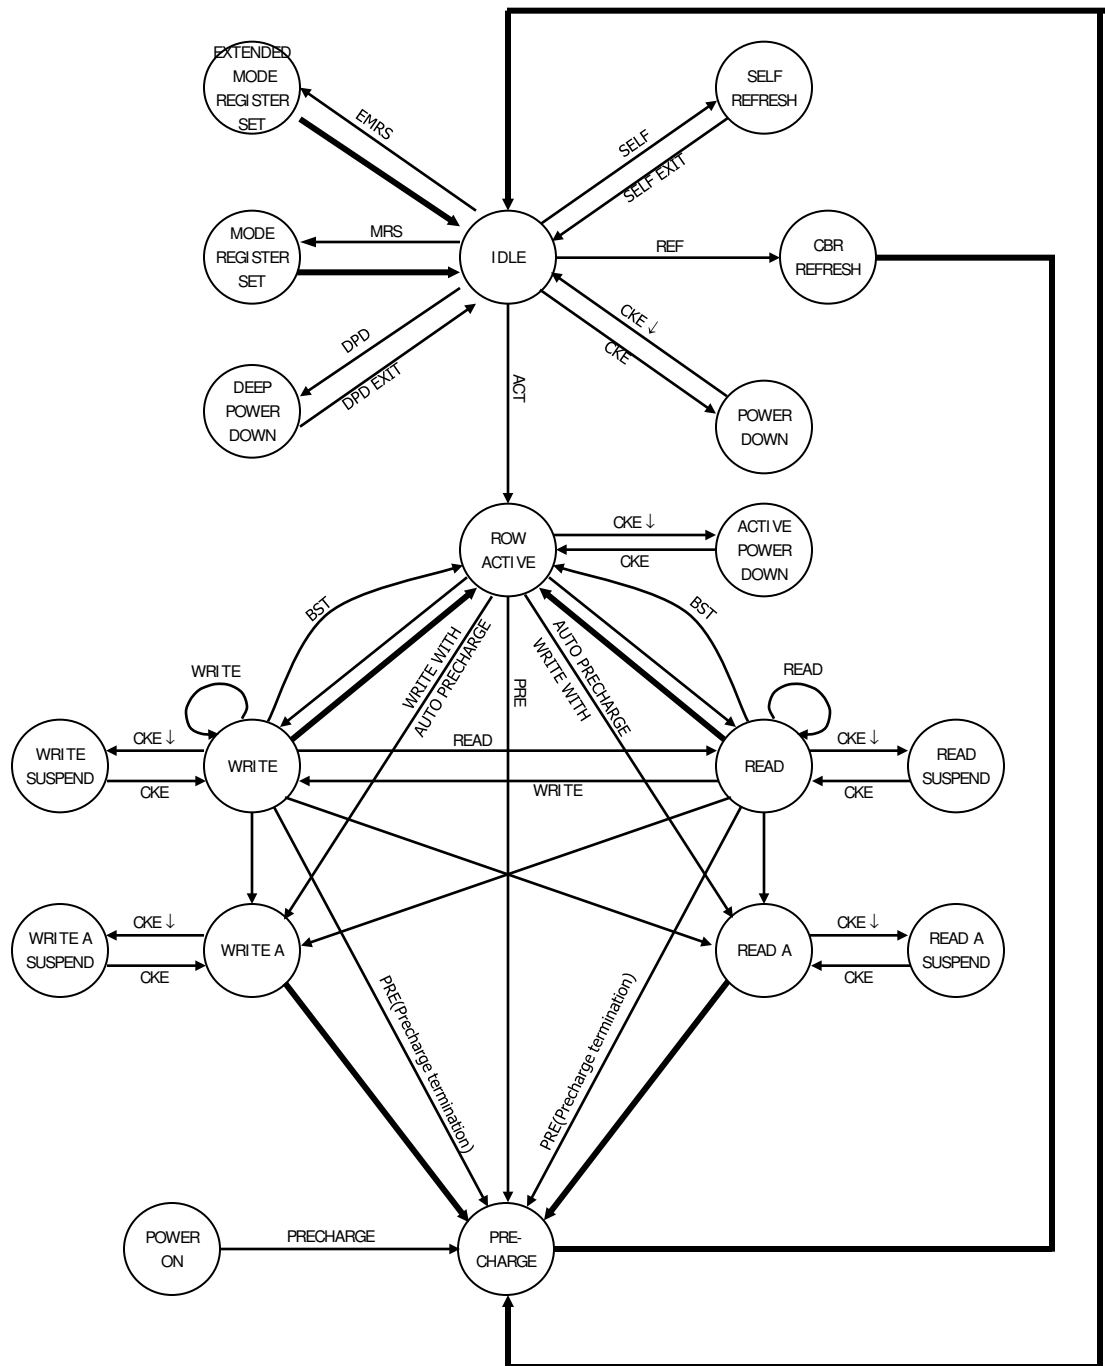 EXTENDED
MODE
REGISTER
SET
EMRS
SELF
REFRESH
SELF
SELF EXIT
MODE
REGISTER
SET
MRS
IDLE
REF
CBR
REFRESH
DPD
DPD EXIT
CKE ↓
CKE
DEEP
POWER
DOWN
ACT
POWER
DOWN
ROW
ACTIVE
CKE ↓
CKE
ACTIVE
POWER
DOWN
BST
BST
WRITE WITH
AUTO PRECHARGE
PRE
AUTO PRECHARGE
WRITE WITH
WRITE
READ
WRITE
SUSPEND
CKE ↓
CKE
WRITE
READ
WRITE
READ
CKE ↓
CKE
READ
SUSPEND
WRITE A
SUSPEND
CKE ↓
CKE
WRITE A
READ A
CKE ↓
CKE
READ A
SUSPEND
PRE(Precharge termination)
PRE(Precharge termination)
POWER
ON
PRECHARGE
PRE-
CHARGE